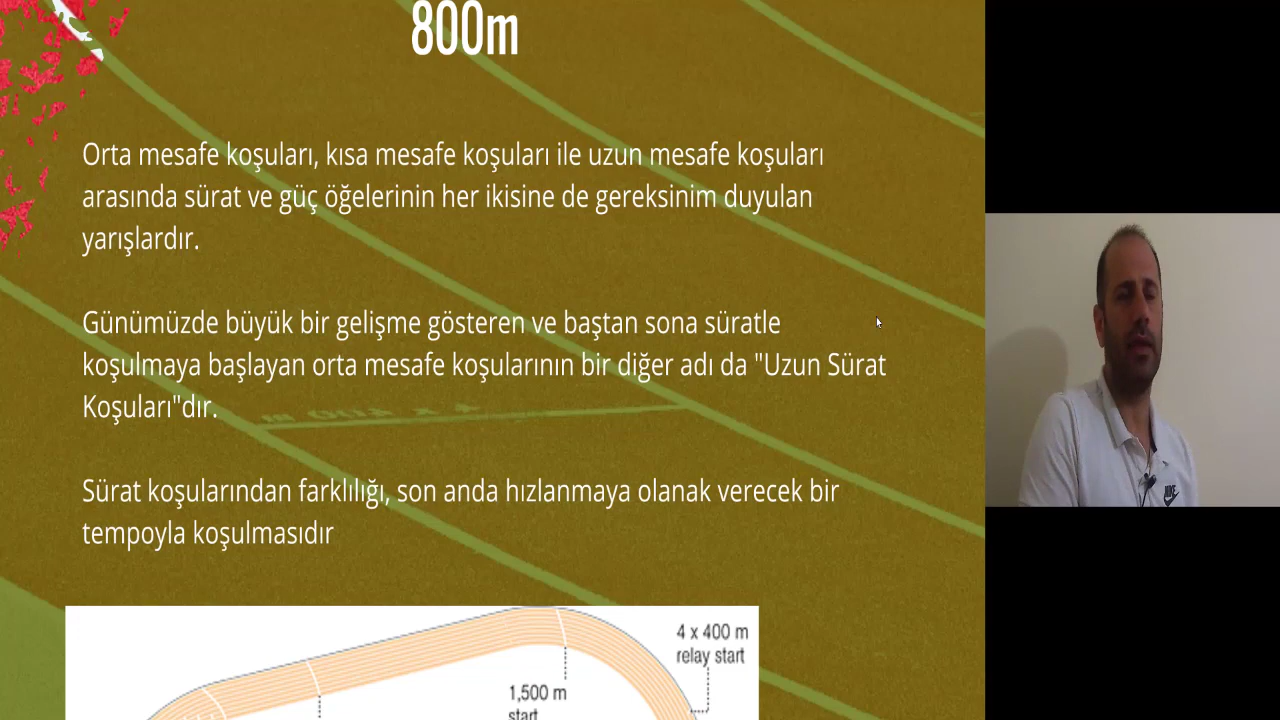 800m
Orta mesafe koşuları, kısa mesafe koşuları ile uzun mesafe koşuları
arasında sürat ve güç öğelerinin her ikisine de gereksinim duyulan
yarışlardır.
Günümüzde büyük bir gelişme gösteren ve baştan sona süratle
koşulmaya başlayan orta mesafe koşularının bir diğer adı da "Uzun Sürat
Koşuları"dır.
Sürat koşularından farklılığı, son anda hızlanmaya olanak verecek bir
tempoyla koşulmasıdır
4 x 400 m
relay start
1,500 m
start